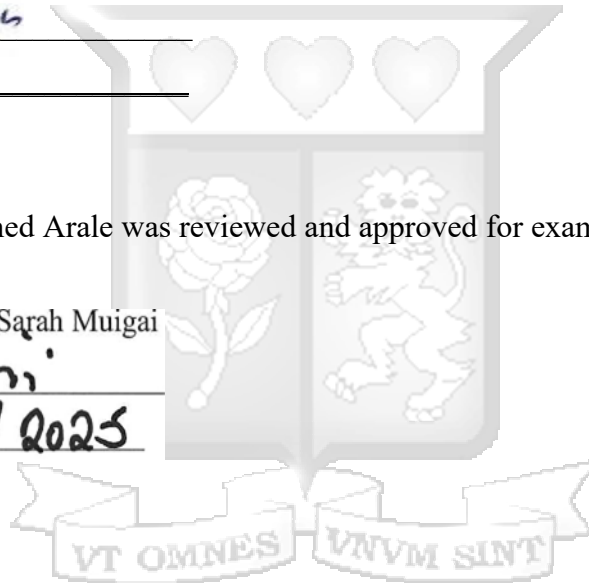 ned Arale was reviewed and approved for exam
Sarah Muigai
2025
VT OMNES VNVM SINT